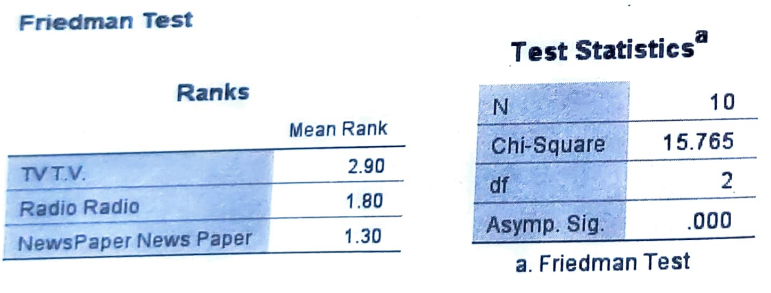 Friedman Test
Ranks
Mean Rank
TV T.V. 2.90
Radio Radio 1.80
NewsPaper News Paper 1.30
Test Statisticsa
N 10
Chi-Square 15.765
df 2
Asymp. Sig. .000
a. Friedman Test